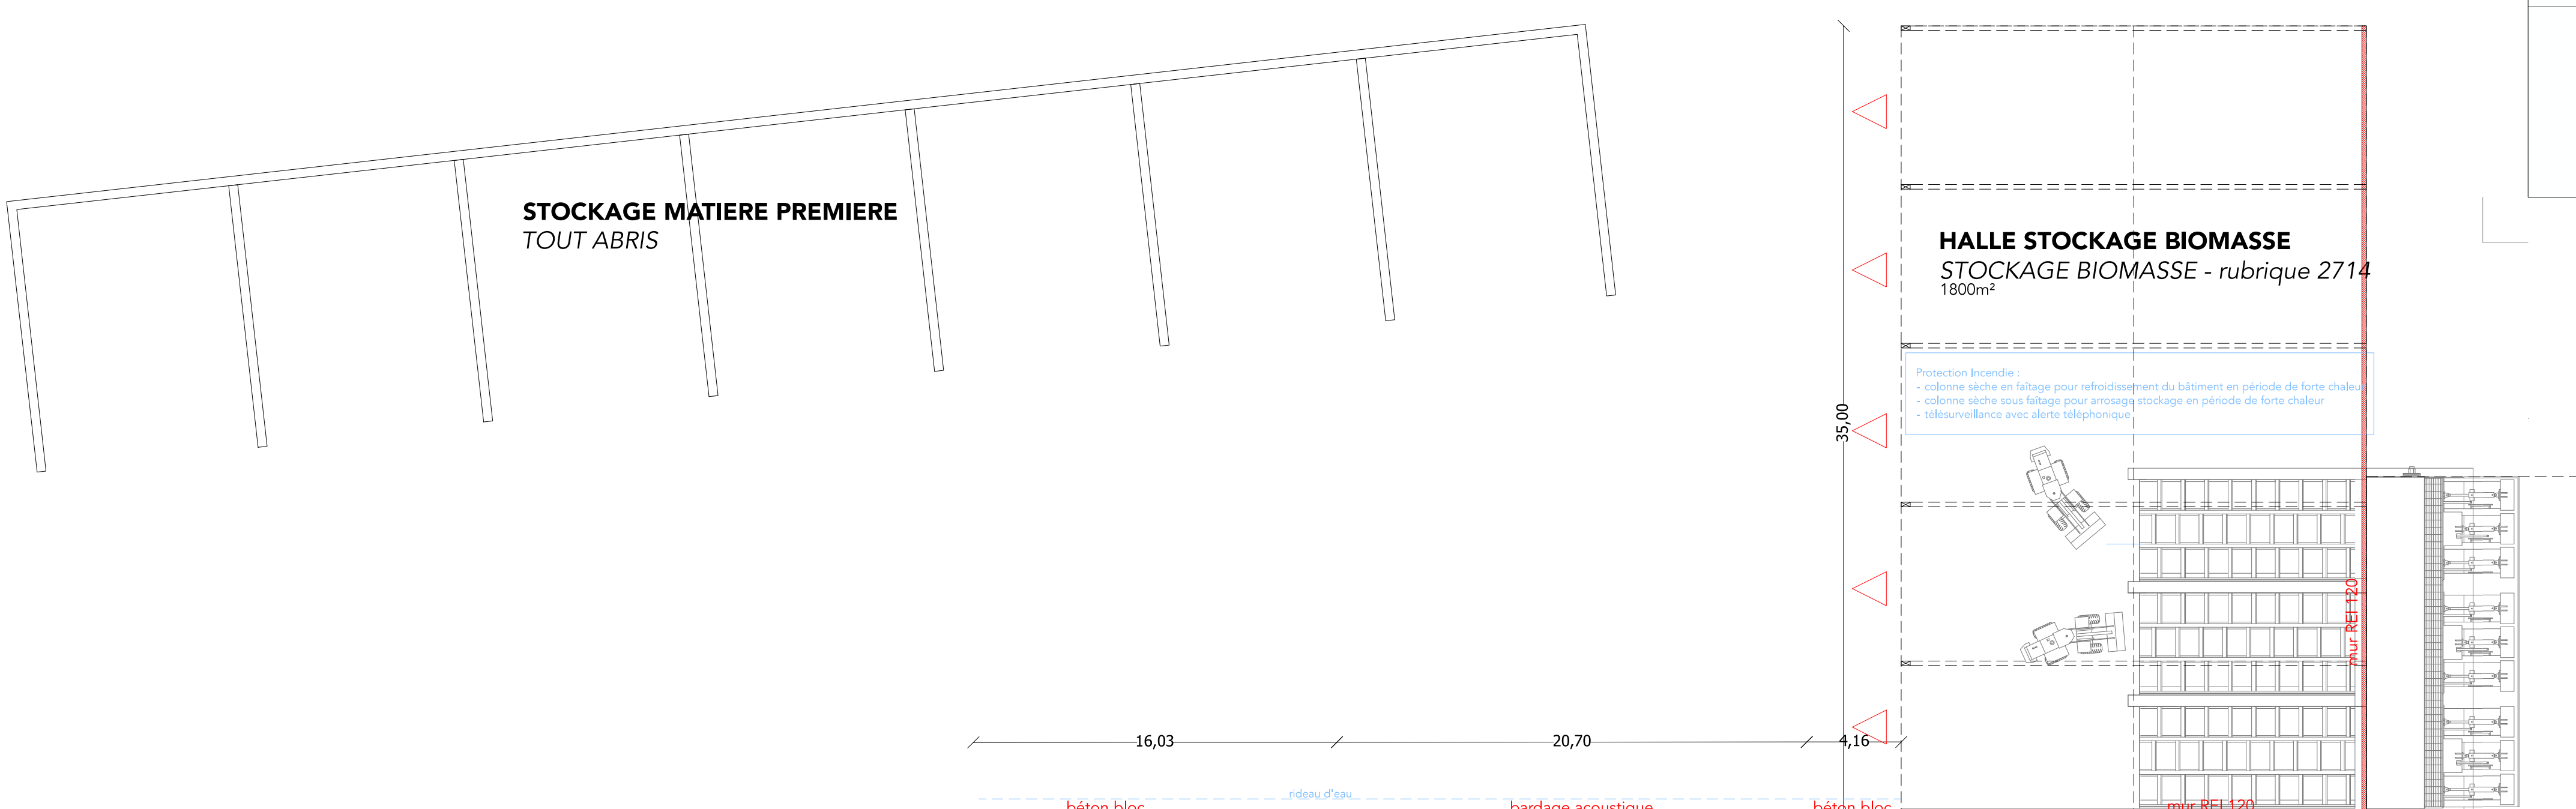 STOCKAGE MATIERE PREMIERE
TOUT ABRIS
HALLE STOCKAGE BIOMASSE
STOCKAGE BIOMASSE - rubrique 2714
1800m²
Protection Incendie :
- colonne sèche en faîtage pour refroidissement du bâtiment en période de forte chaleur
- colonne sèche sous faîtage pour arrosage stockage en période de forte chaleur
- télésurveillance avec alerte téléphonique
35,00
mur REI 120
16,03
20,70
4,16
rideau d'eau
béton bloc
bardage acoustique
béton bloc
mur REI 120